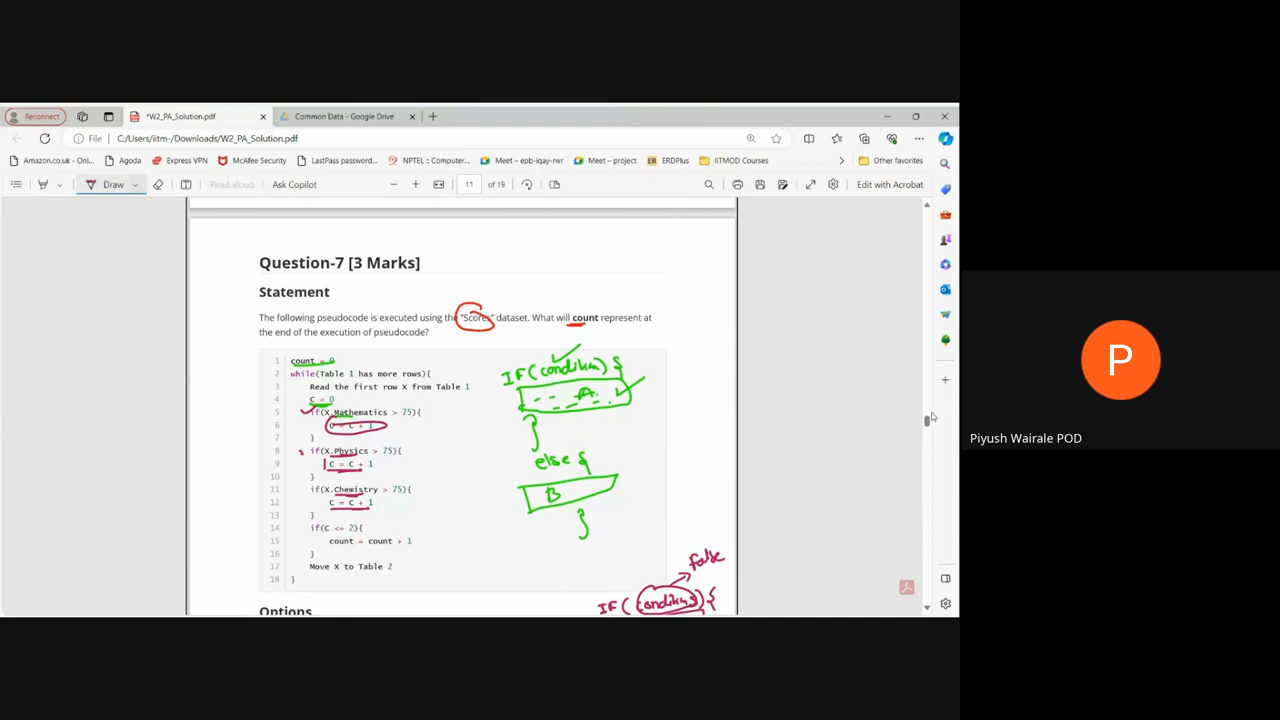 Reconnect
*W2_PA_Solution.pdf
Common Data - Google Drive
File
C:/Users/iitm-/Downloads/W2_PA_Solution.pdf
Amazon.co.uk - Onl...
Agoda
Express VPN
McAfee Security
LastPass password...
NPTEL :: Computer...
Meet – epb-iqay-rwr
ERDPlus
Meet – project
ER
IITMOD Courses
Other favorites
Draw
Read aloud
Ask Copilot
11 of 19
Edit with Acrobat
Question-7 [3 Marks]
Statement
The following pseudocode is executed using the "Scores" dataset. What will count represent at
the end of the execution of pseudocode?
1 count = 0
2 while(Table 1 has more rows){
3 Read the first row X from Table 1
4 C = 0
5 if(X.Mathematics > 75){
6 C = C + 1
7 }
8 if(X.Physics > 75){
9 C = C + 1
10 }
11 if(X.Chemistry > 75){
12 C = C + 1
13 }
14 if(C <= 2){
15 count = count + 1
16 }
17 Move X to Table 2
18 }
IF(condition) {
A
}
else {
B
}
false
IF( condition) {
Options
P
Piyush Wairale POD